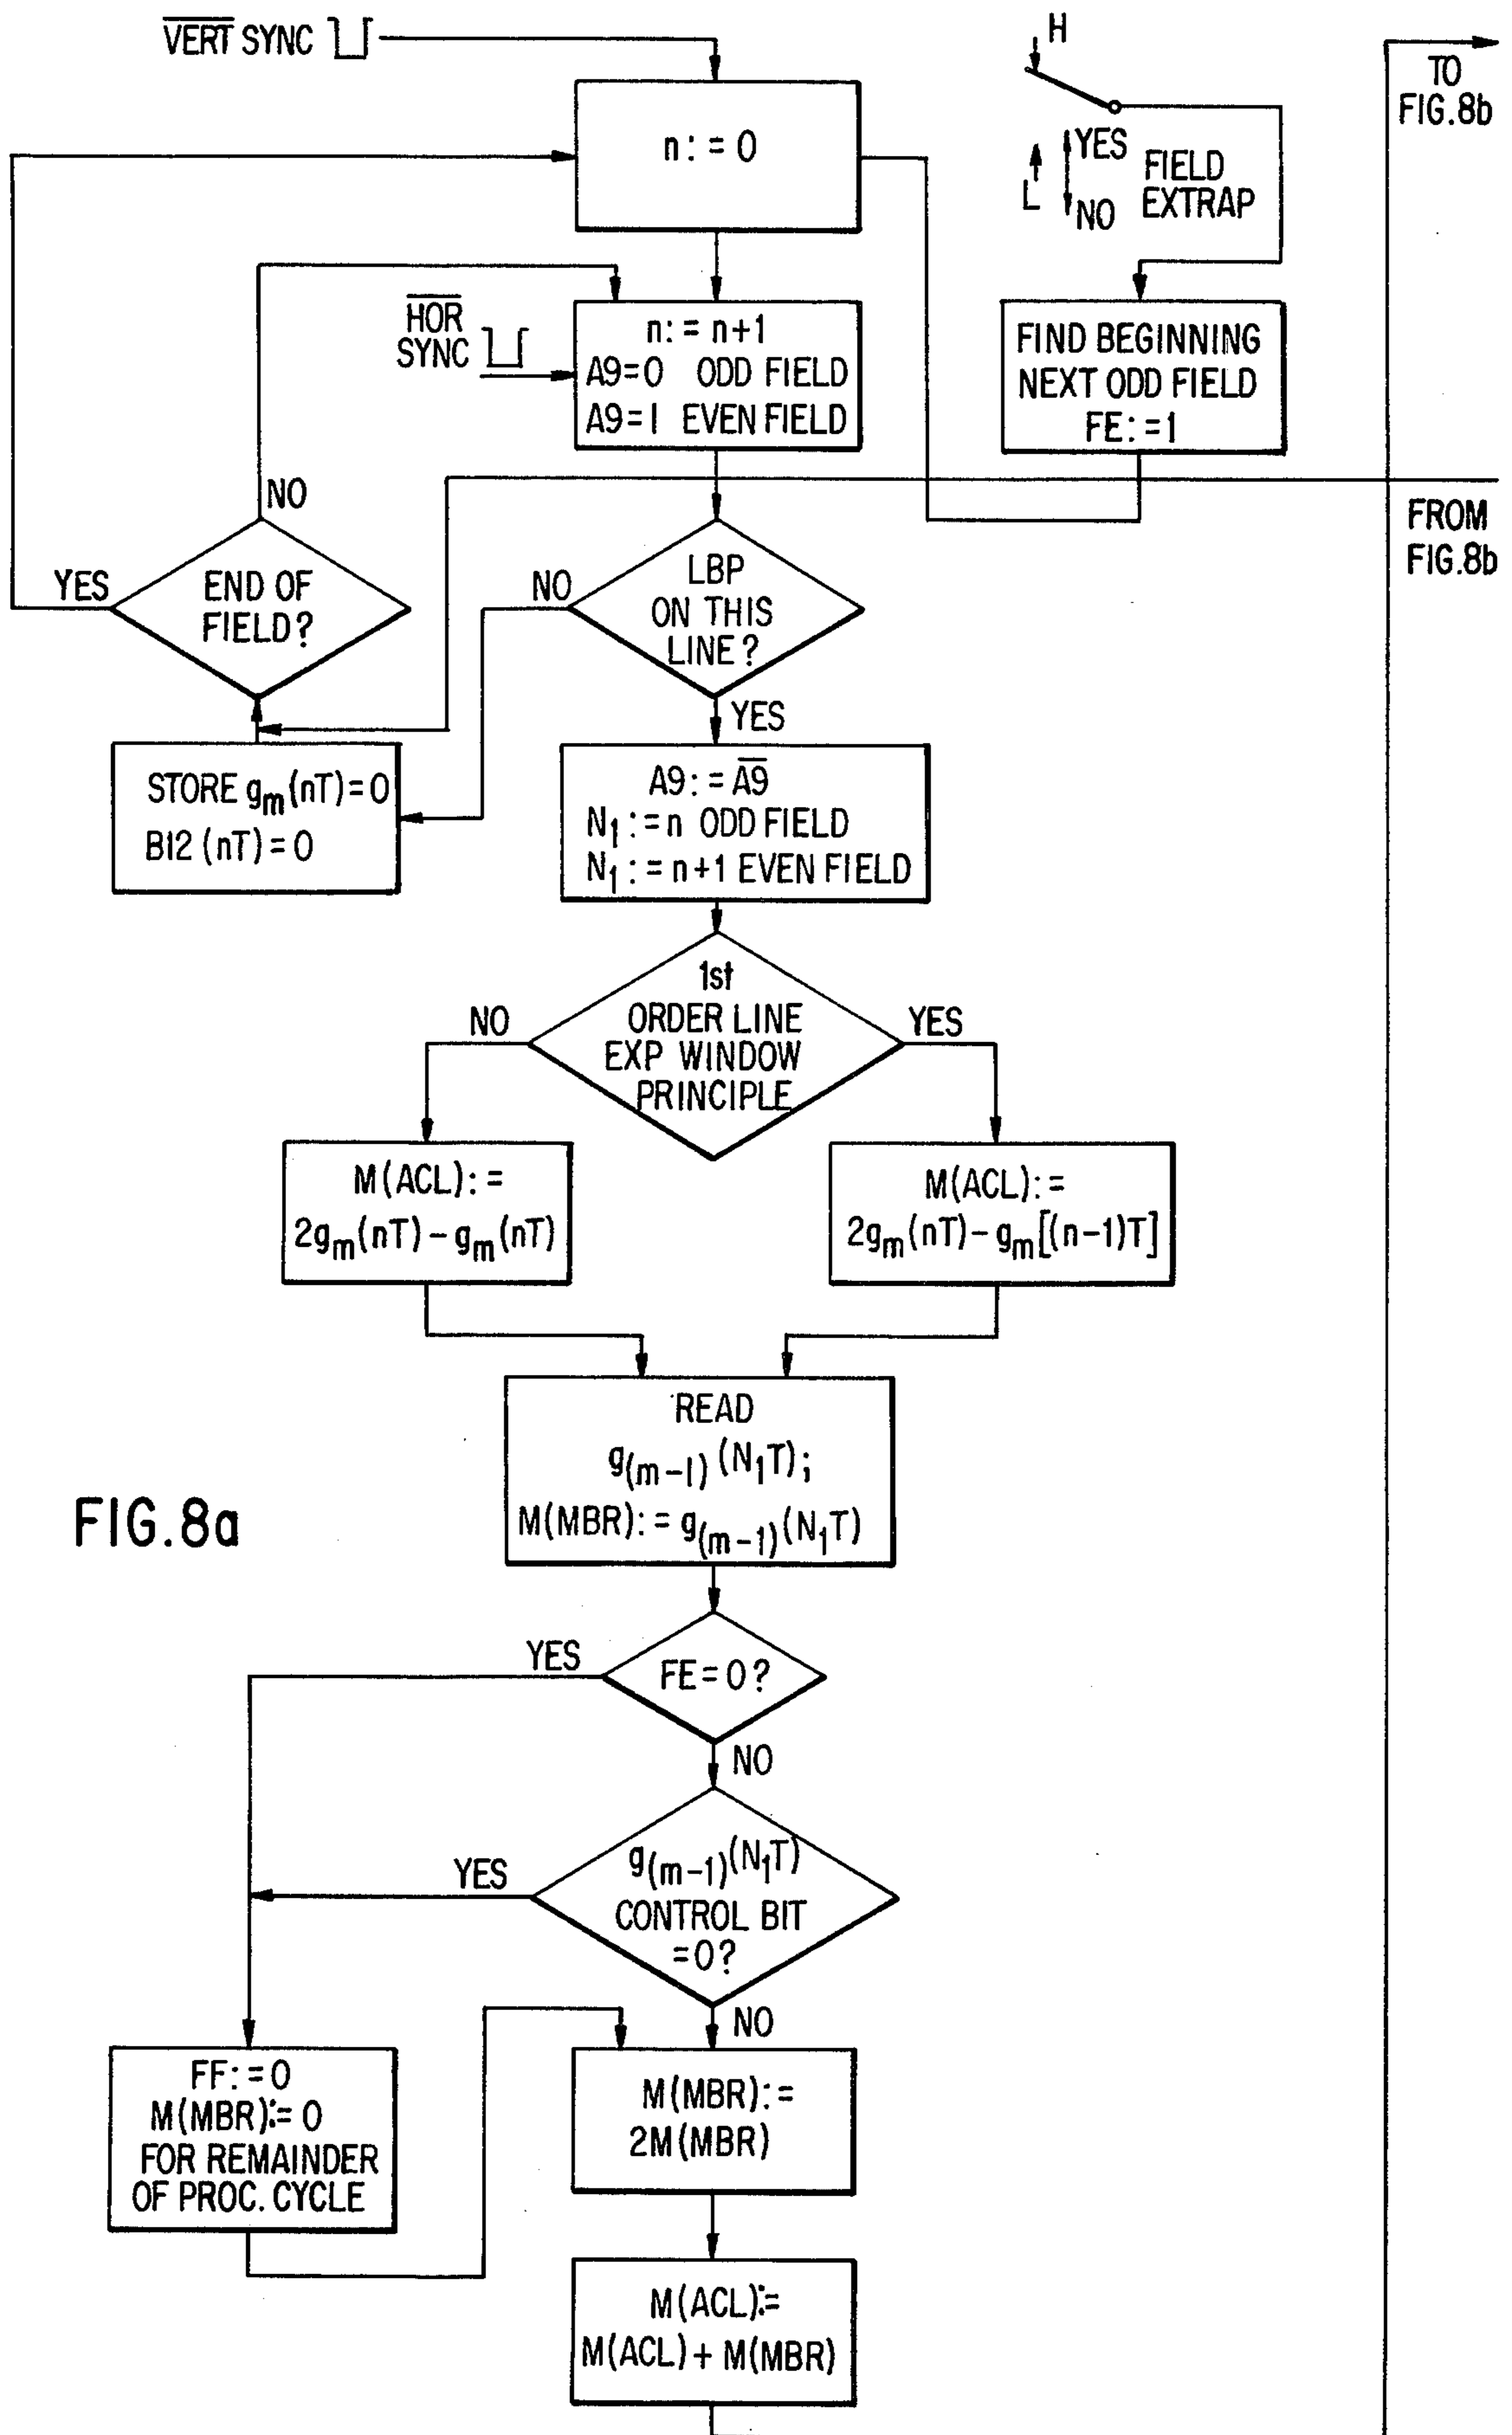 VERT SYNC
H
TO
FIG.8b
n: = 0
YES
L
NO
FIELD
EXTRAP
HOR
SYNC
n: = n+1
A9=0 ODD FIELD
A9=1 EVEN FIELD
FIND BEGINNING
NEXT ODD FIELD
FE: =1
NO
FROM
FIG.8b
YES
END OF
FIELD?
NO
LBP
ON THIS
LINE?
YES
STORE gm(nT)=0
B12(nT)=0
A9: = A̅9̅
N1: =n ODD FIELD
N1: = n+1 EVEN FIELD
1st
ORDER LINE
EXP WINDOW
PRINCIPLE
NO
YES
M(ACL): =
2gm(nT) – gm(nT)
M(ACL): =
2gm(nT) – gm[(n–1)T]
READ
g(m–1)(N1T);
M(MBR): = g(m–1)(N1T)
FIG.8a
YES
FE=0?
NO
YES
g(m–1)(N1T)
CONTROL BIT
=0?
NO
FF: =0
M(MBR):= 0
FOR REMAINDER
OF PROC. CYCLE
M(MBR): =
2M(MBR)
M(ACL):=
M(ACL) + M(MBR)